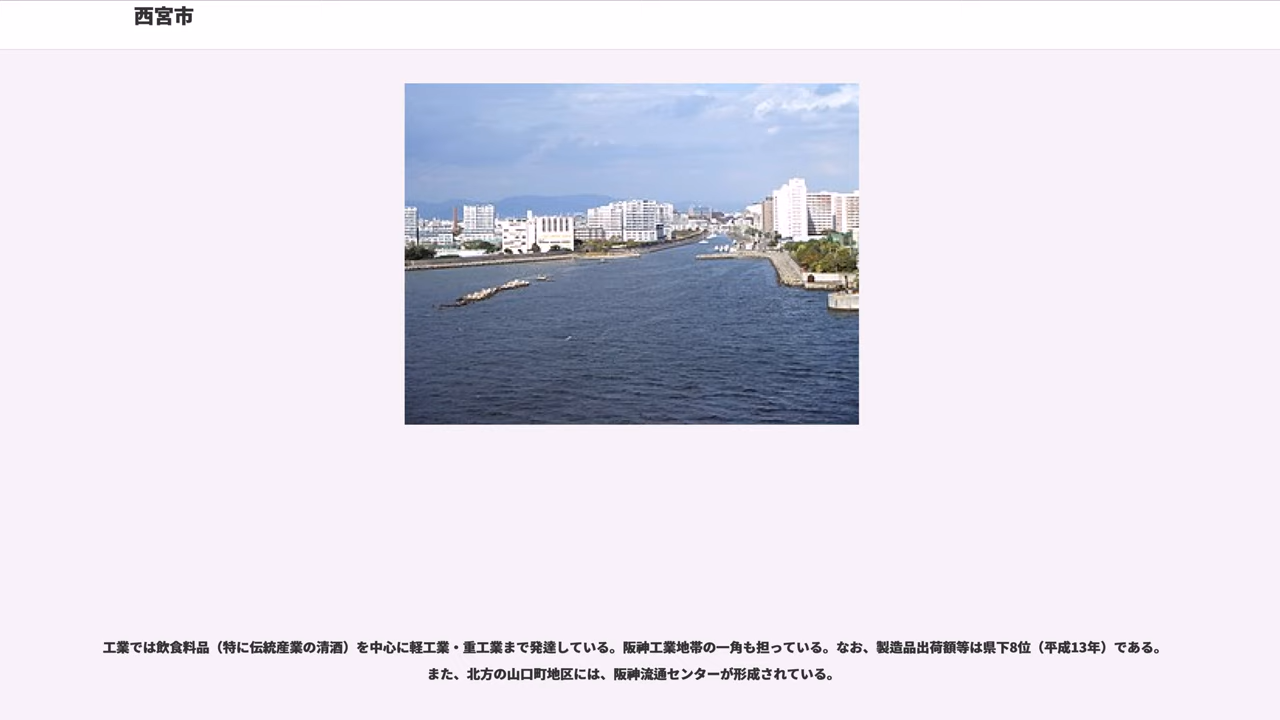 西宮市
工業では飲食料品（特に伝統産業の清酒）を中心に軽工業・重工業まで発達している。阪神工業地帯の一角も担っている。なお、製造品出荷額等は県下8位（平成13年）である。
また、北方の山口町地区には、阪神流通センターが形成されている。